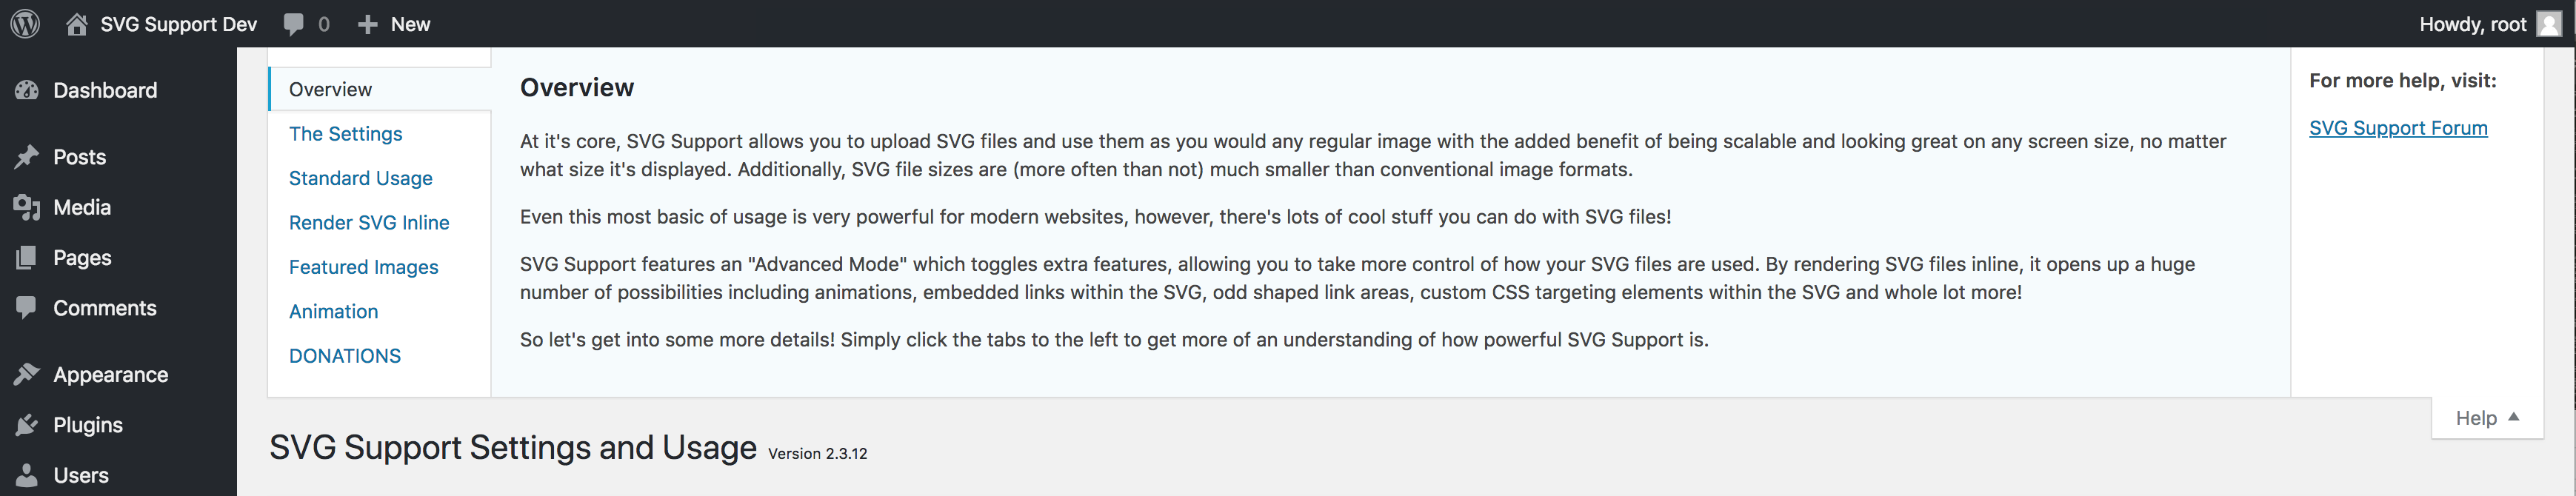 SVG Support Dev 0 New Howdy, root
Dashboard
Posts
Media
Pages
Comments
Appearance
Plugins
Users
Overview
The Settings
Standard Usage
Render SVG Inline
Featured Images
Animation
DONATIONS
Overview
At it's core, SVG Support allows you to upload SVG files and use them as you would any regular image with the added benefit of being scalable and looking great on any screen size, no matter
what size it's displayed. Additionally, SVG file sizes are (more often than not) much smaller than conventional image formats.
Even this most basic of usage is very powerful for modern websites, however, there's lots of cool stuff you can do with SVG files!
SVG Support features an "Advanced Mode" which toggles extra features, allowing you to take more control of how your SVG files are used. By rendering SVG files inline, it opens up a huge
number of possibilities including animations, embedded links within the SVG, odd shaped link areas, custom CSS targeting elements within the SVG and whole lot more!
So let's get into some more details! Simply click the tabs to the left to get more of an understanding of how powerful SVG Support is.
For more help, visit:
SVG Support Forum
Help
SVG Support Settings and Usage Version 2.3.12